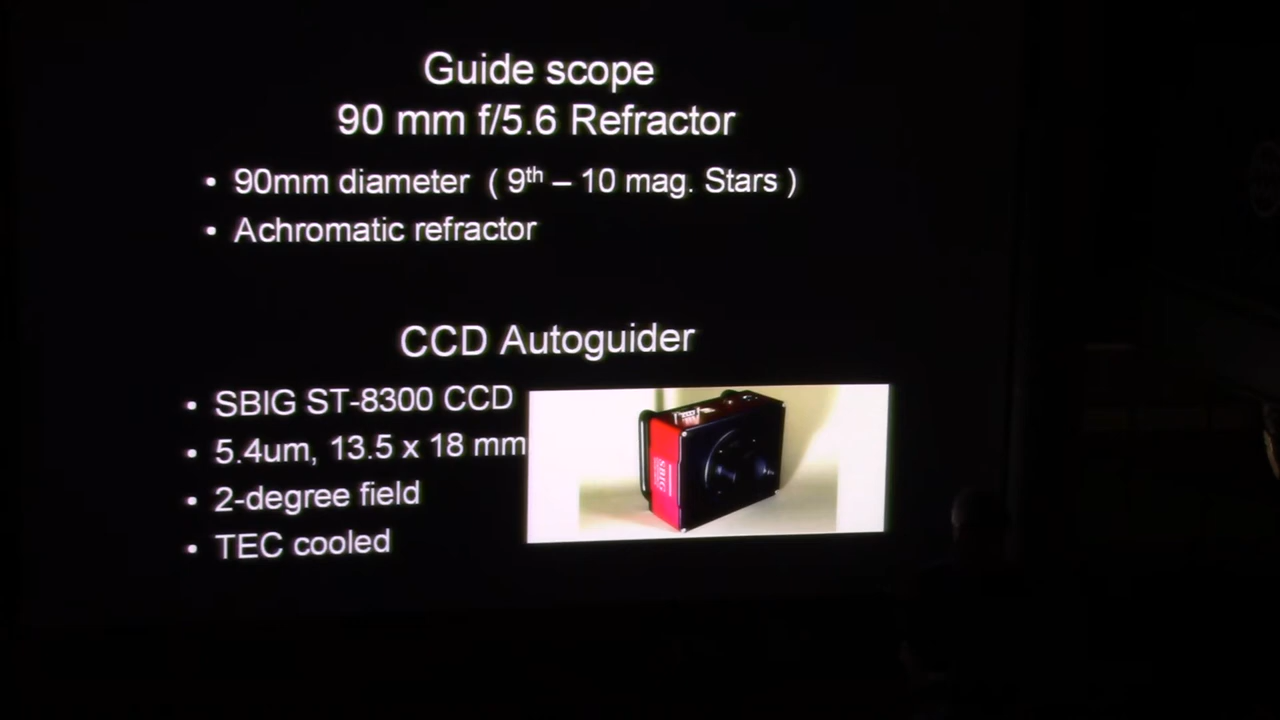 Guide scope
90 mm f/5.6 Refractor
• 90mm diameter ( 9th – 10 mag. Stars )
• Achromatic refractor
CCD Autoguider
• SBIG ST-8300 CCD
• 5.4um, 13.5 x 18 mm
• 2-degree field
• TEC cooled
SBIG